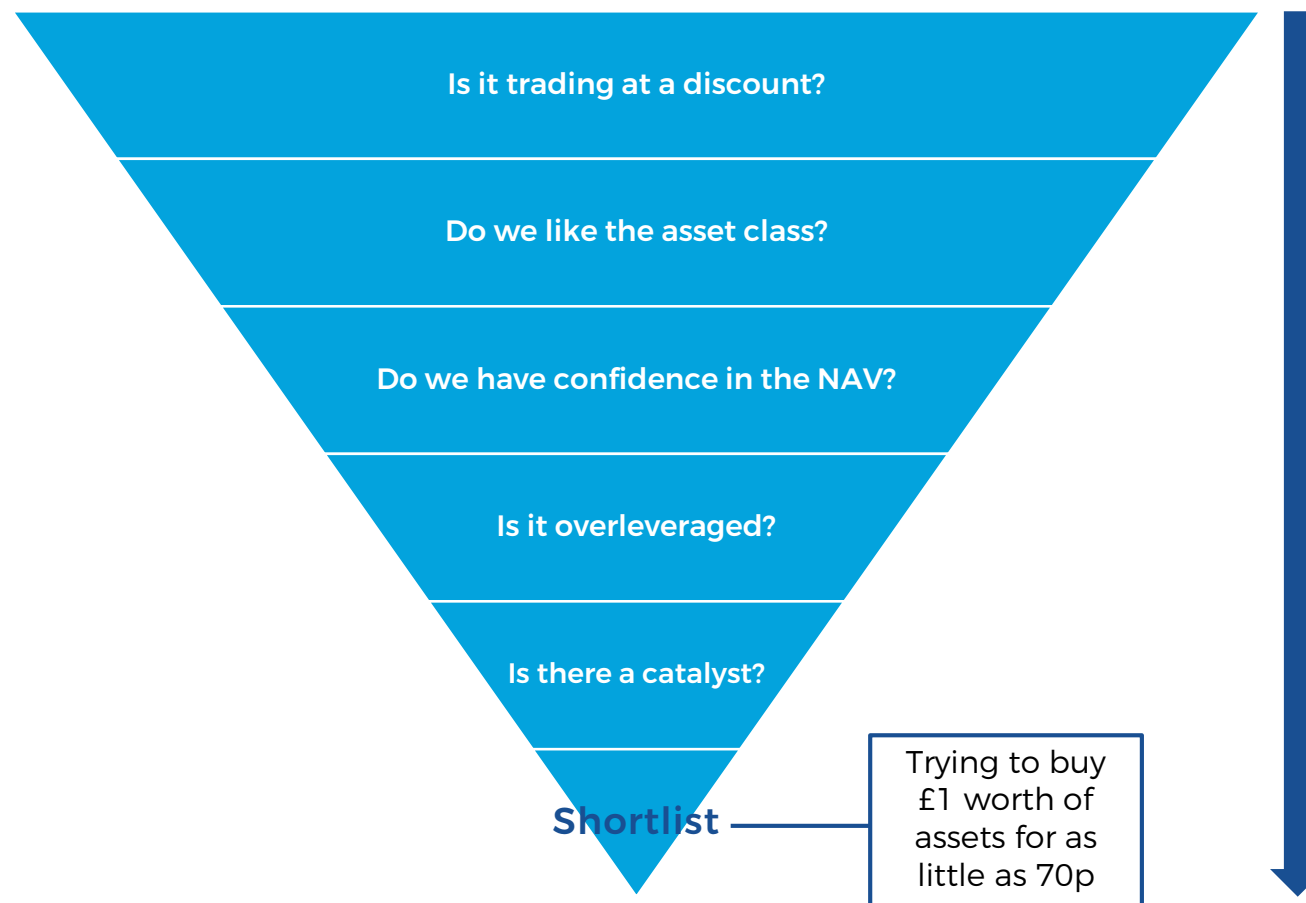 Is it trading at a discount?
Do we like the asset class?
Do we have confidence in the NAV?
Is it overleveraged?
Is there a catalyst?
Shortlist
Trying to buy
£1 worth of
assets for as
little as 70p